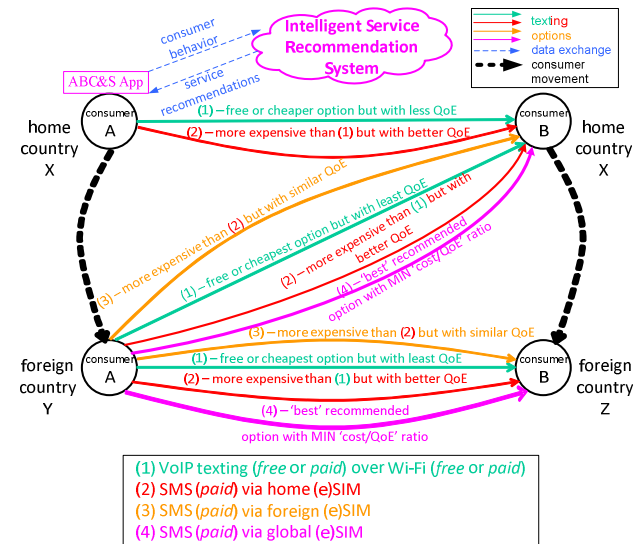 Intelligent Service
Recommendation
System
consumer
behavior
service
recommendations
ABC&S App
texting
options
data exchange
consumer
movement
consumer
A
home
country
X
(1) – free or cheaper option but with less QoE
(2) – more expensive than (1) but with better QoE
consumer
B
home
country
X
(3) – more expensive than (2) but with similar QoE
(1) – free or cheapest option but with least QoE
(2) – more expensive than (1) but with
better QoE
(4) – ‘best’ recommended
option with MIN ‘cost/QoE’ ratio
consumer
A
foreign
country
Y
(3) – more expensive than (2) but with similar QoE
(1) – free or cheapest option but with least QoE
(2) – more expensive than (1) but with better QoE
(4) – ‘best’ recommended
option with MIN ‘cost/QoE’ ratio
consumer
B
foreign
country
Z
(1) VoIP texting (free or paid) over Wi-Fi (free or paid)
(2) SMS (paid) via home (e)SIM
(3) SMS (paid) via foreign (e)SIM
(4) SMS (paid) via global (e)SIM